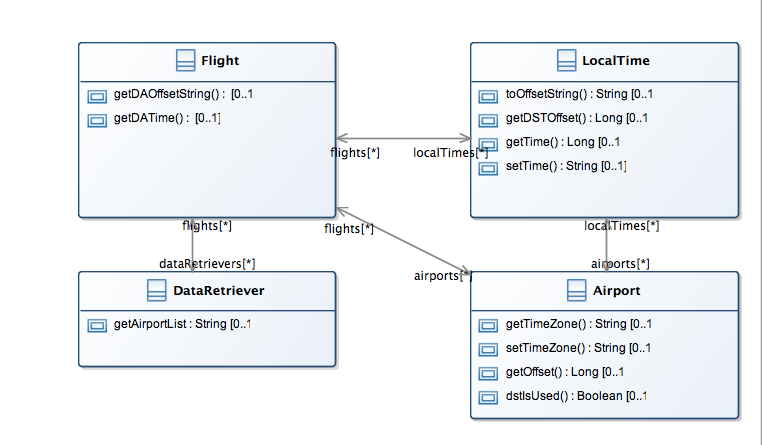 Flight
getDAOffsetString() : [0..1
getDATime() : [0..1]
LocalTime
toOffsetString() : String [0..1
getDSTOffset() : Long [0..1
getTime() : Long [0..1
setTime() : String [0..1]
flights[*]
localTimes[*]
flights[*]
dataRetrievers[*]
flights[*]
airports[*]
localTimes[*]
airports[*]
DataRetriever
getAirportList : String [0..1
Airport
getTimeZone() : String [0..1
setTimeZone() : String [0..1
getOffset() : Long [0..1
dstIsUsed() : Boolean [0..1